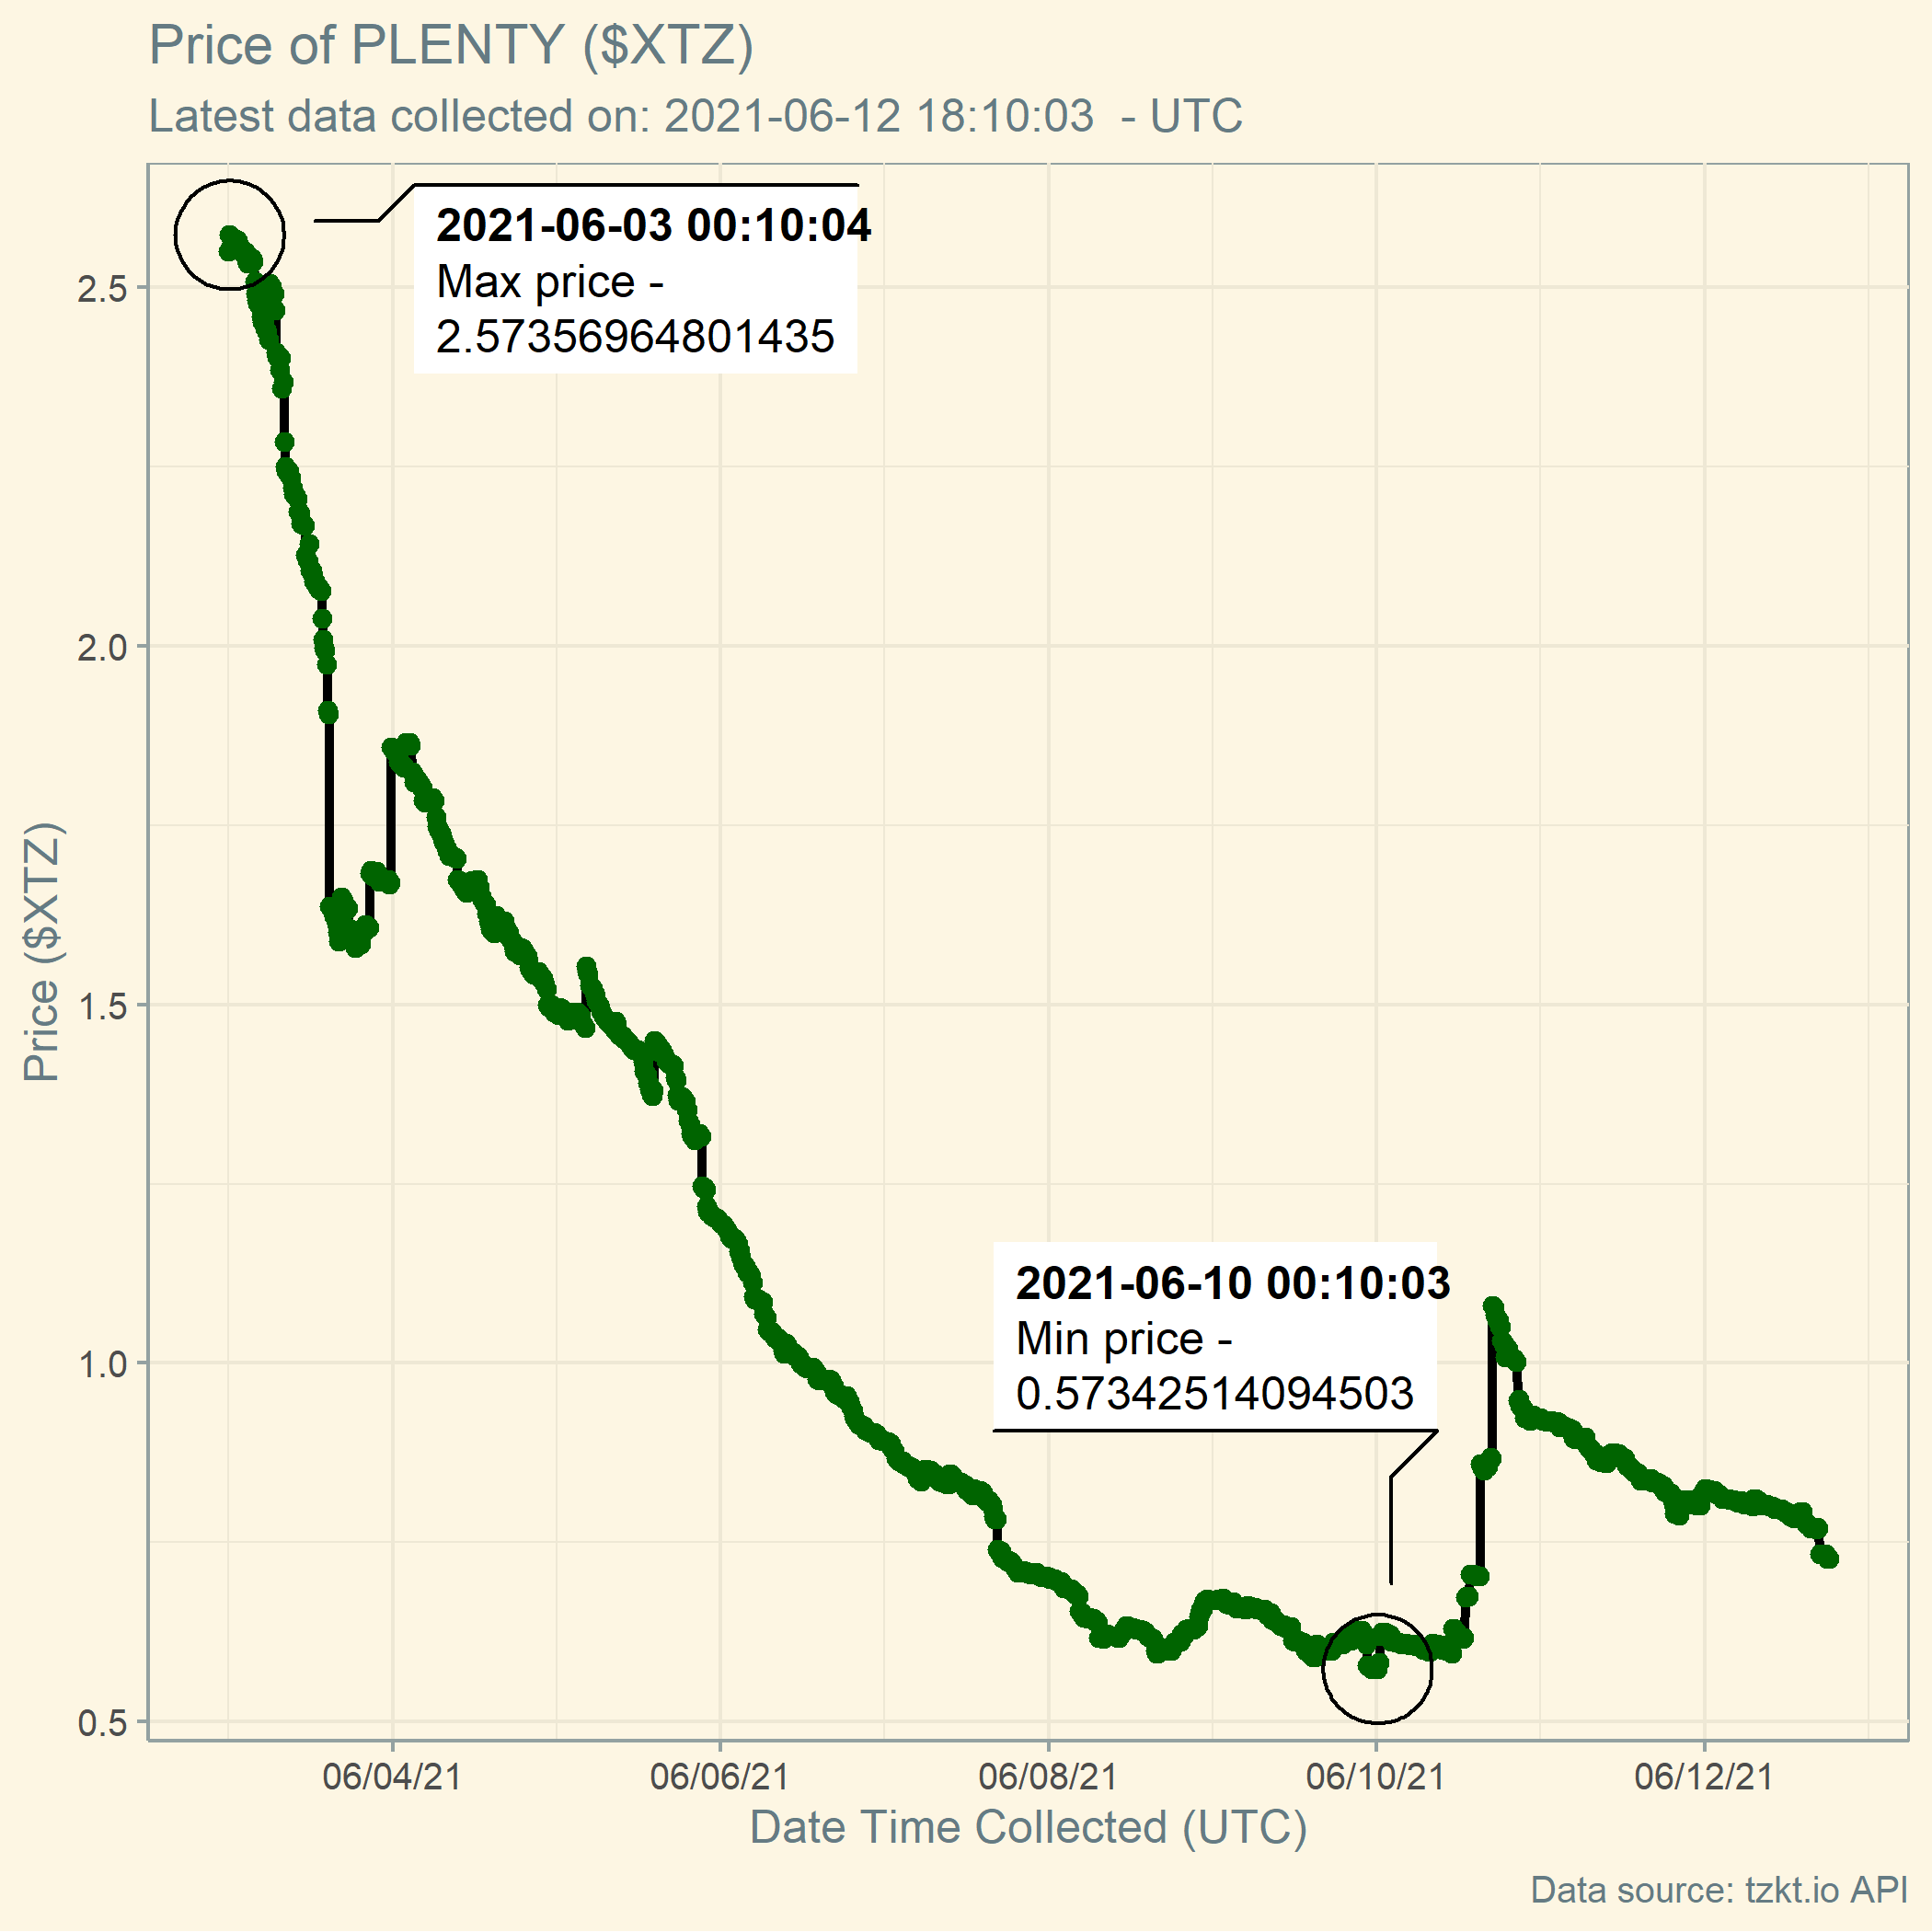 Price of PLENTY ($XTZ)
Latest data collected on: 2021-06-12 18:10:03  - UTC
2021-06-03 00:10:04
Max price -
2.57356964801435
2021-06-10 00:10:03
Min price -
0.57342514094503
Price ($XTZ)
2.5
2.0
1.5
1.0
0.5
06/04/21 06/06/21 06/08/21 06/10/21 06/12/21
Date Time Collected (UTC)
Data source: tzkt.io API